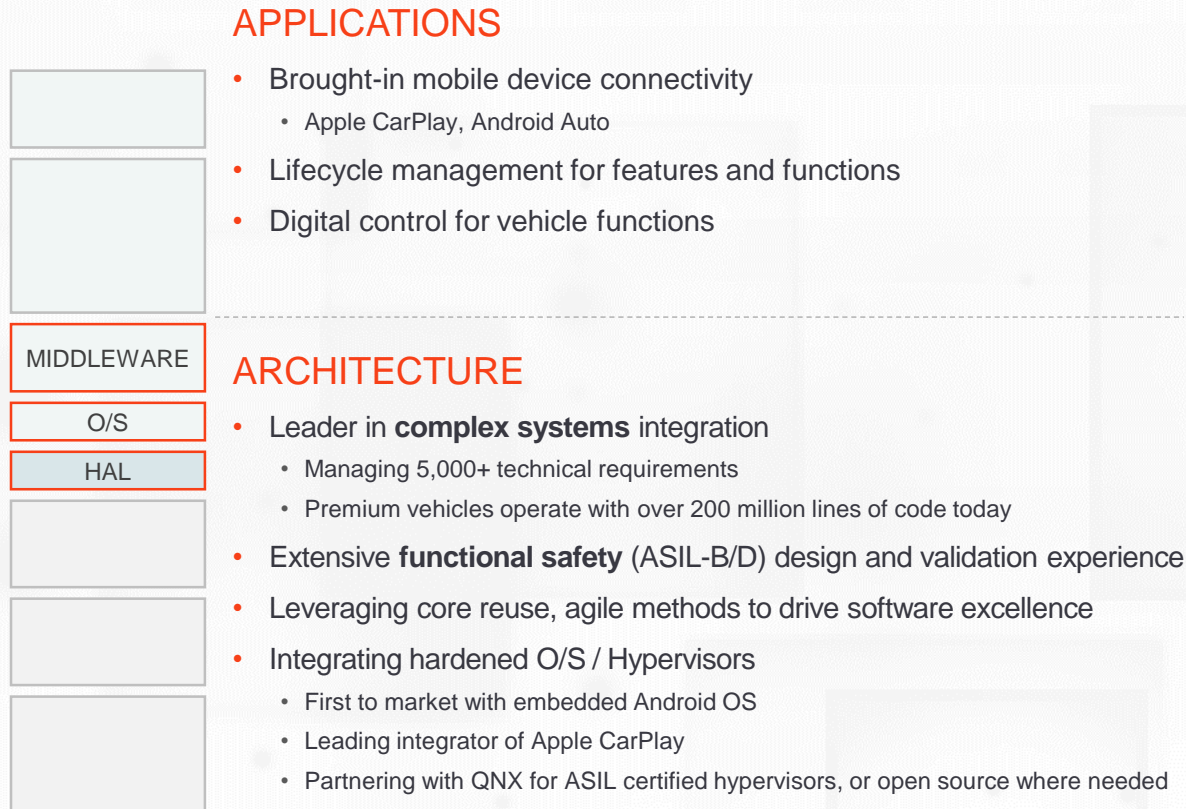 APPLICATIONS
• Brought-in mobile device connectivity
• Apple CarPlay, Android Auto
• Lifecycle management for features and functions
• Digital control for vehicle functions
MIDDLEWARE
O/S
HAL
ARCHITECTURE
• Leader in complex systems integration
• Managing 5,000+ technical requirements
• Premium vehicles operate with over 200 million lines of code today
• Extensive functional safety (ASIL-B/D) design and validation experience
• Leveraging core reuse, agile methods to drive software excellence
• Integrating hardened O/S / Hypervisors
• First to market with embedded Android OS
• Leading integrator of Apple CarPlay
• Partnering with QNX for ASIL certified hypervisors, or open source where needed